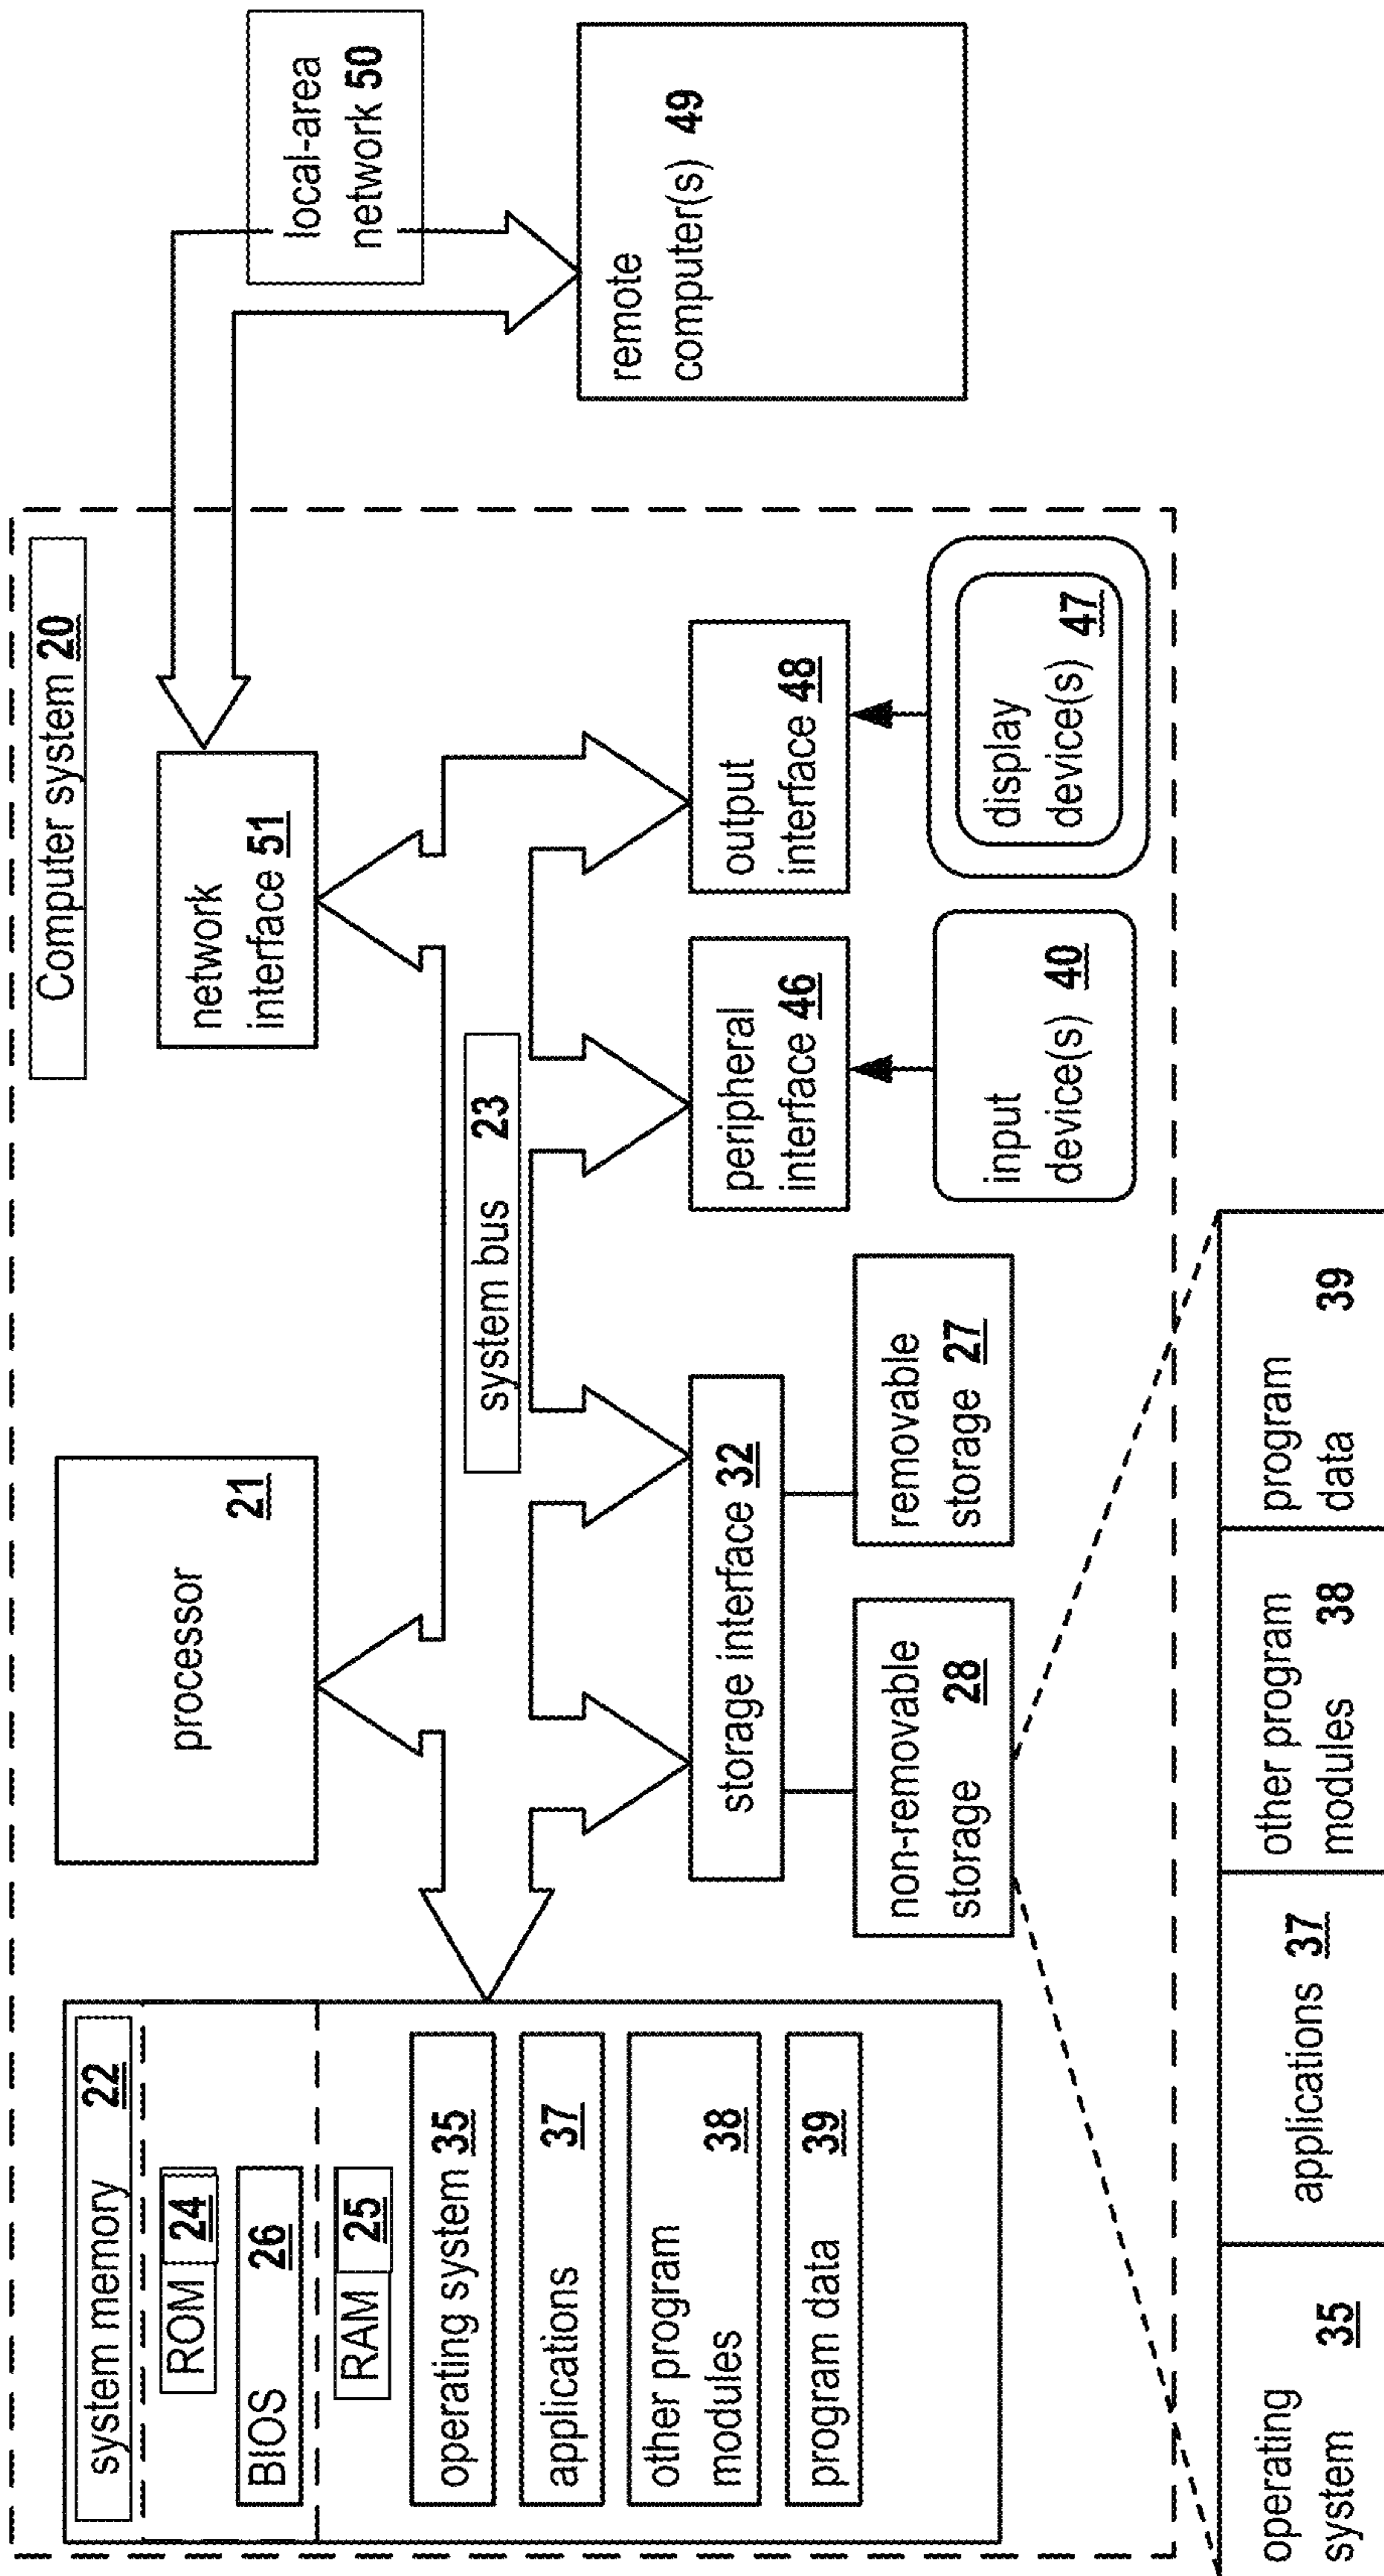 Computer system 20
system memory 22
ROM 24
BIOS 26
RAM 25
operating system 35
applications 37
other program
modules 38
program data 39
processor
21
system bus 23
network
interface 51
storage interface 32
non-removable
storage 28
removable
storage 27
peripheral
interface 46
output
interface 48
input
device(s) 40
display
device(s) 47
local-area
network 50
remote
computer(s) 49
operating
system 35
applications 37
other program
modules 38
program
data 39